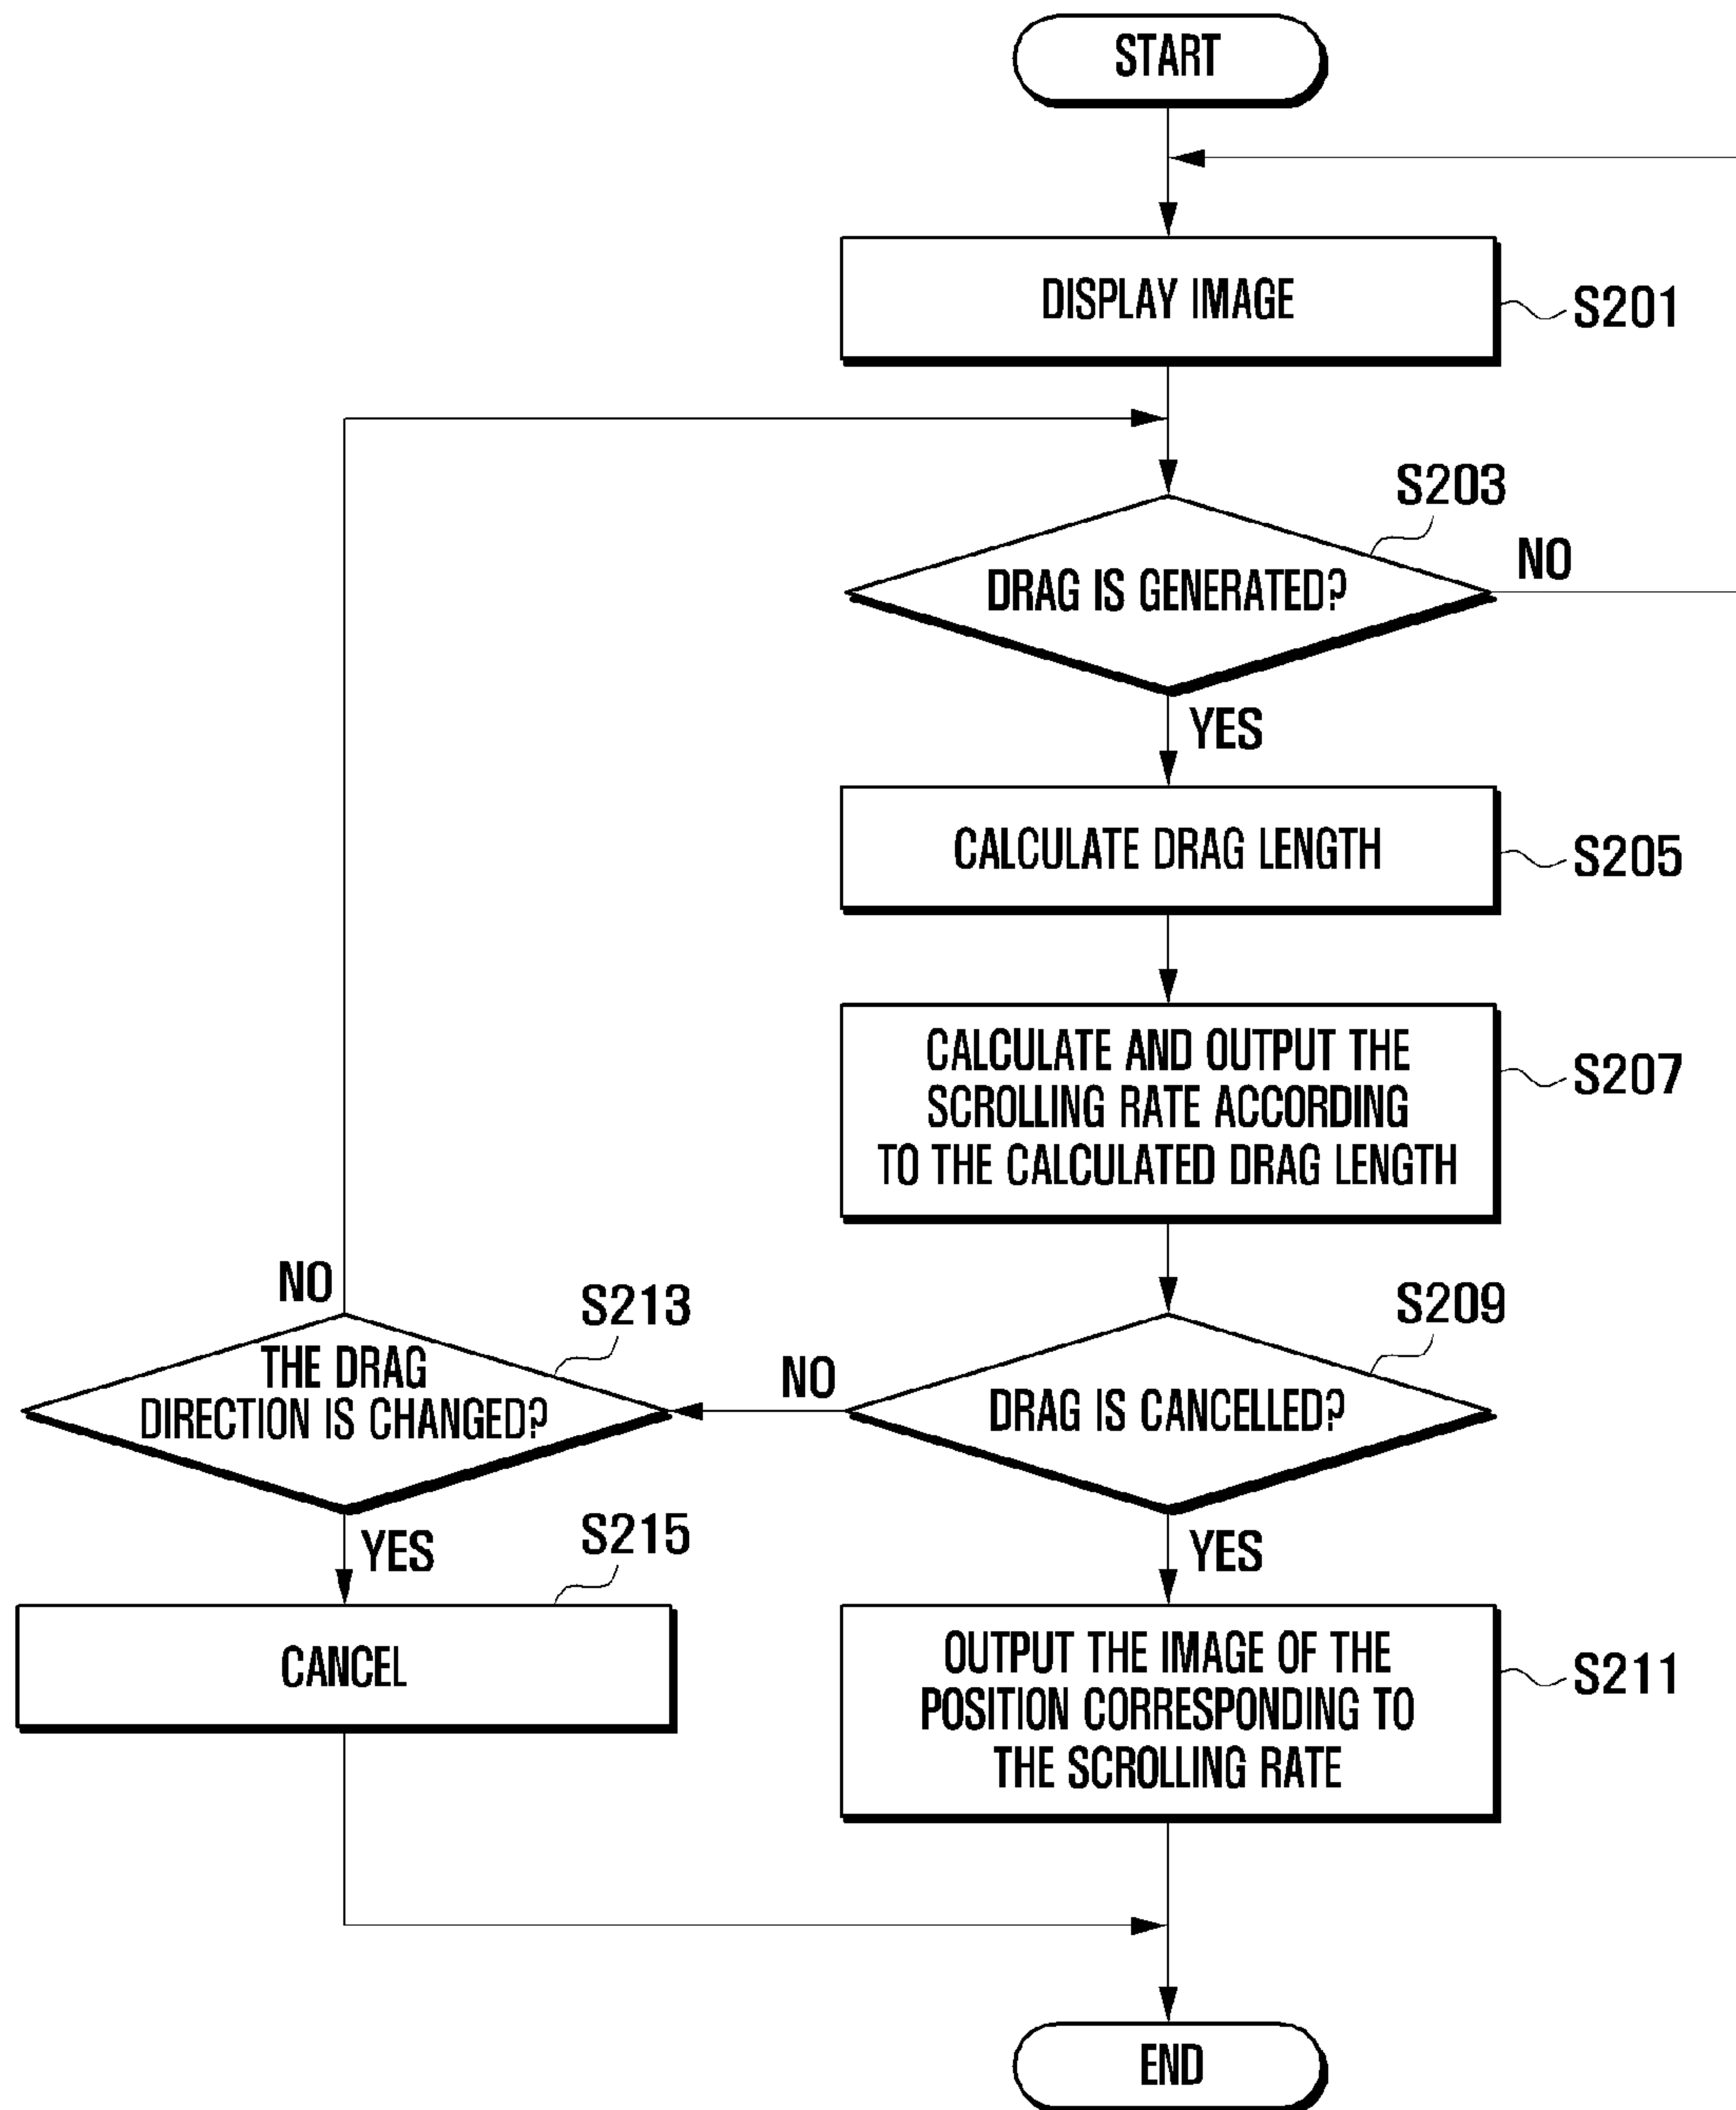 START
DISPLAY IMAGE
S201
S203
DRAG IS GENERATED?
NO
YES
CALCULATE DRAG LENGTH
S205
CALCULATE AND OUTPUT THE
SCROLLING RATE ACCORDING
TO THE CALCULATED DRAG LENGTH
S207
S209
DRAG IS CANCELLED?
NO
S213
THE DRAG
DIRECTION IS CHANGED?
NO
YES
S215
CANCEL
YES
OUTPUT THE IMAGE OF THE
POSITION CORRESPONDING TO
THE SCROLLING RATE
S211
END